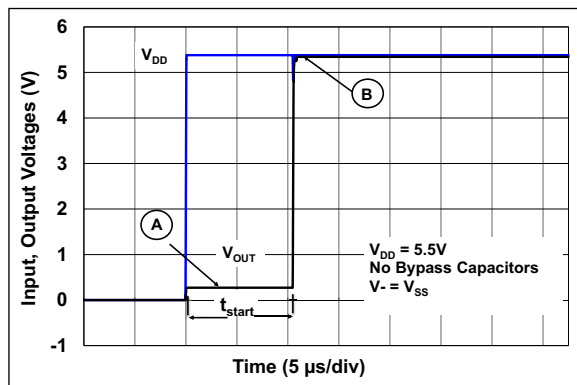 6
5
4
3
2
1
0
-1
Input, Output Voltages (V)
V_DD
B
A
V_OUT
V_DD = 5.5V
No Bypass Capacitors
V- = V_SS
t_start
Time (5 µs/div)